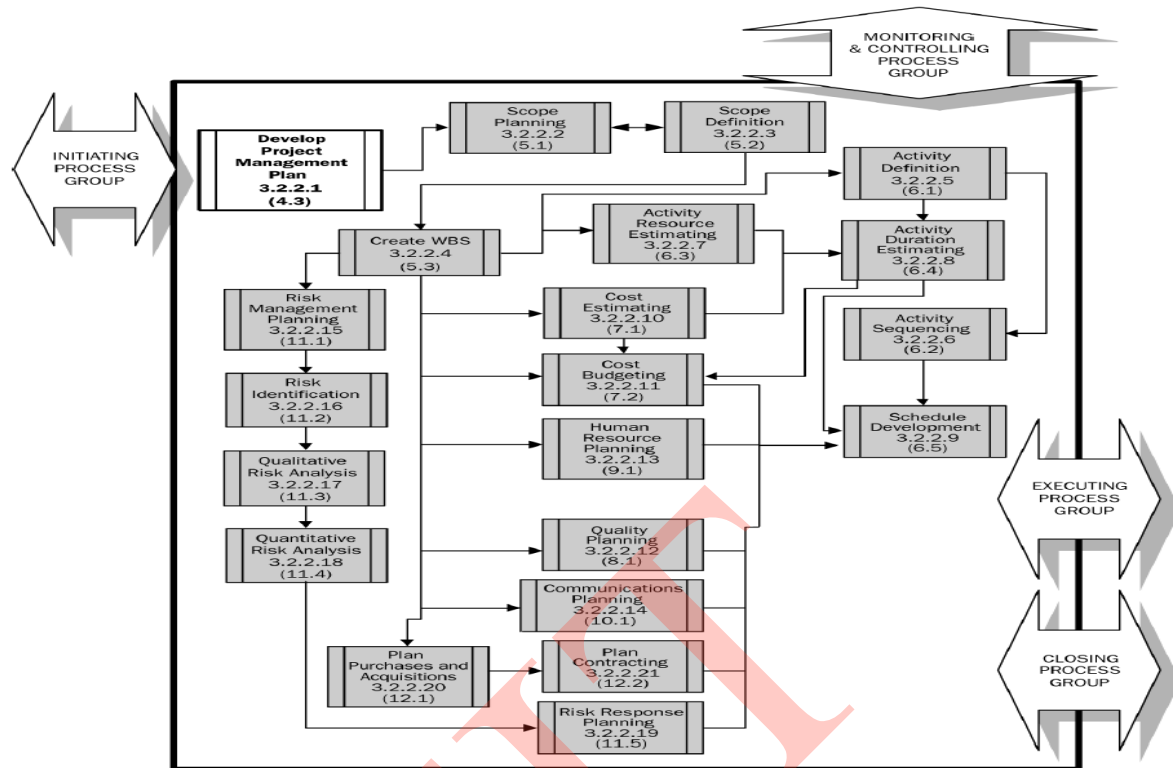 MONITORING
& CONTROLLING
PROCESS
GROUP
INITIATING
PROCESS
GROUP
Develop
Project
Management
Plan
3.2.2.1
(4.3)
Scope
Planning
3.2.2.2
(5.1)
Scope
Definition
3.2.2.3
(5.2)
Activity
Definition
3.2.2.5
(6.1)
Create WBS
3.2.2.4
(5.3)
Activity
Resource
Estimating
3.2.2.7
(6.3)
Activity
Duration
Estimating
3.2.2.8
(6.4)
Risk
Management
Planning
3.2.2.15
(11.1)
Cost
Estimating
3.2.2.10
(7.1)
Activity
Sequencing
3.2.2.6
(6.2)
Risk
Identification
3.2.2.16
(11.2)
Cost
Budgeting
3.2.2.11
(7.2)
Human
Resource
Planning
3.2.2.13
(9.1)
Schedule
Development
3.2.2.9
(6.5)
Qualitative
Risk Analysis
3.2.2.17
(11.3)
EXECUTING
PROCESS
GROUP
Quantitative
Risk Analysis
3.2.2.18
(11.4)
Quality
Planning
3.2.2.12
(8.1)
Communications
Planning
3.2.2.14
(10.1)
Plan
Purchases and
Acquisitions
3.2.2.20
(12.1)
Plan
Contracting
3.2.2.21
(12.2)
CLOSING
PROCESS
GROUP
Risk Response
Planning
3.2.2.19
(11.5)